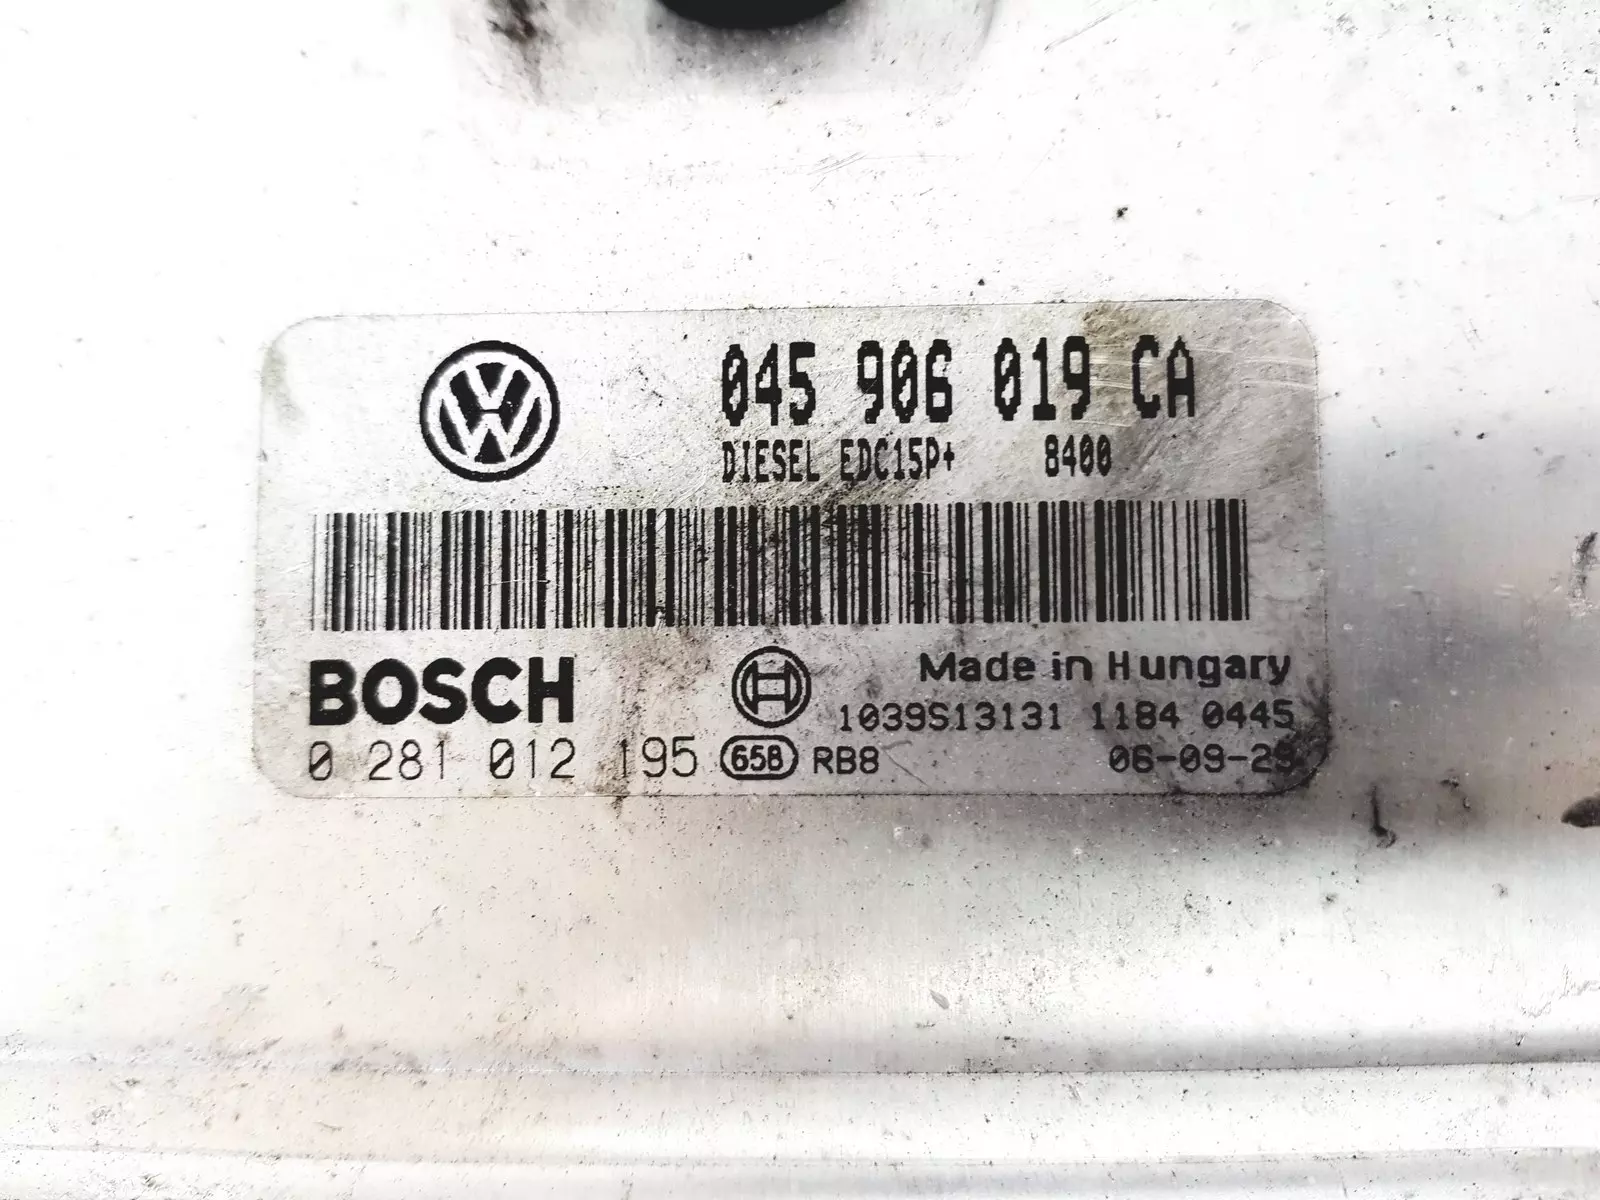 045 906 019 CA
DIESEL EDC15P+ 8400
BOSCH
Made in Hungary
1039S13131 1184 0445
0 281 012 195 658 RB8 06-09-29